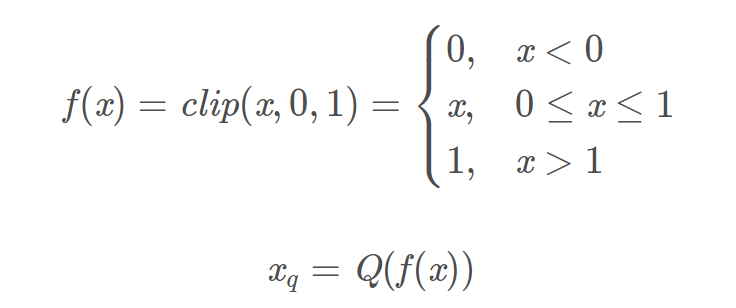 f(x) = clip(x, 0, 1) = { 0, x < 0
x, 0 ≤ x ≤ 1
1, x > 1
x_q = Q(f(x))